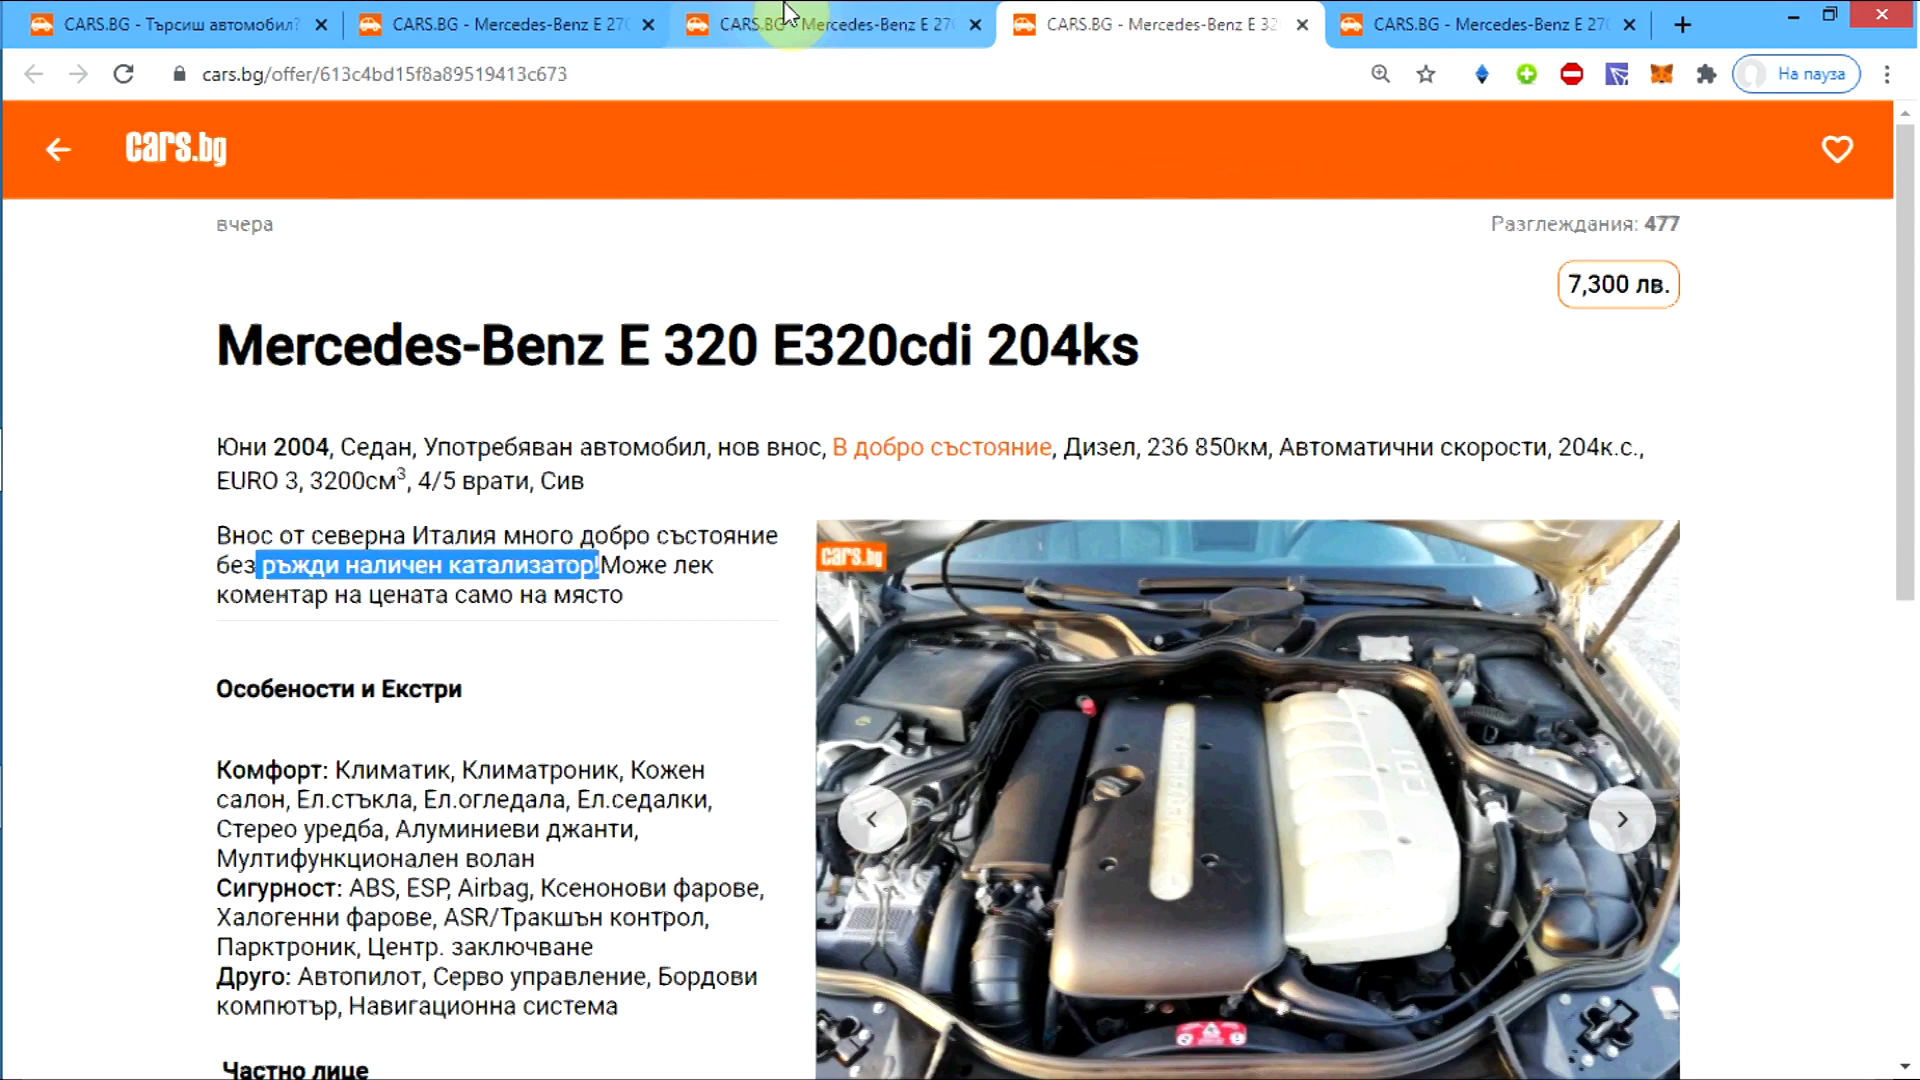 CARS.BG - Търсиш автомобил?
CARS.BG - Mercedes-Benz E 270
CARS.BG - Mercedes-Benz E 270
CARS.BG - Mercedes-Benz E 32
CARS.BG - Mercedes-Benz E 270
cars.bg/offer/613c4bd15f8a89519413c673
На пауза
cars.bg
вчера
Разглеждания: 477
7,300 лв.
Mercedes-Benz E 320 E320cdi 204ks
Юни 2004, Седан, Употребяван автомобил, нов внос, В добро състояние, Дизел, 236 850км, Автоматични скорости, 204к.с.,
EURO 3, 3200см³, 4/5 врати, Сив
Внос от северна Италия много добро състояние
без ръжди наличен катализатор!Може лек
коментар на цената само на място
cars.bg
Особености и Екстри
Комфорт: Климатик, Климатроник, Кожен
салон, Ел.стъкла, Ел.огледала, Ел.седалки,
Стерео уредба, Алуминиеви джанти,
Мултифункционален волан
Сигурност: ABS, ESP, Airbag, Ксенонови фарове,
Халогенни фарове, ASR/Тракшън контрол,
Парктроник, Центр. заключване
Друго: Автопилот, Серво управление, Бордови
компютър, Навигационна система
Частно лице
CDI